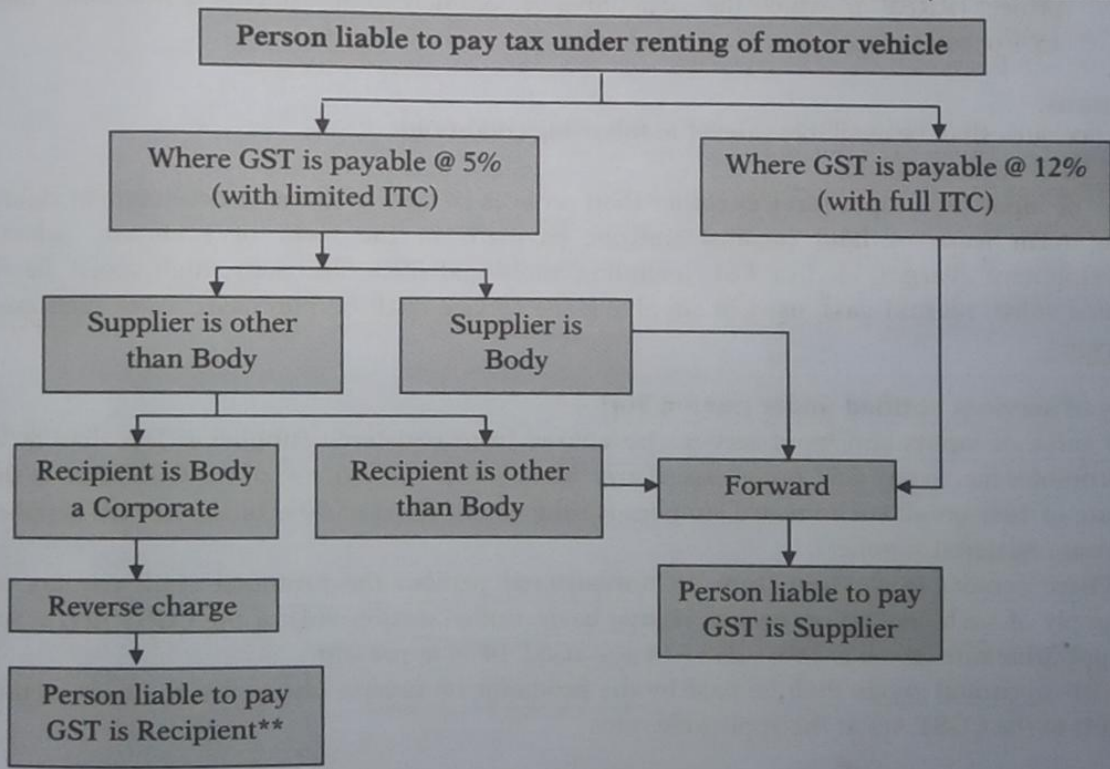 Person liable to pay tax under renting of motor vehicle
Where GST is payable @ 5%
(with limited ITC)
Where GST is payable @ 12%
(with full ITC)
Supplier is other
than Body
Supplier is
Body
Recipient is Body
a Corporate
Recipient is other
than Body
Forward
Reverse charge
Person liable to pay
GST is Supplier
Person liable to pay
GST is Recipient**